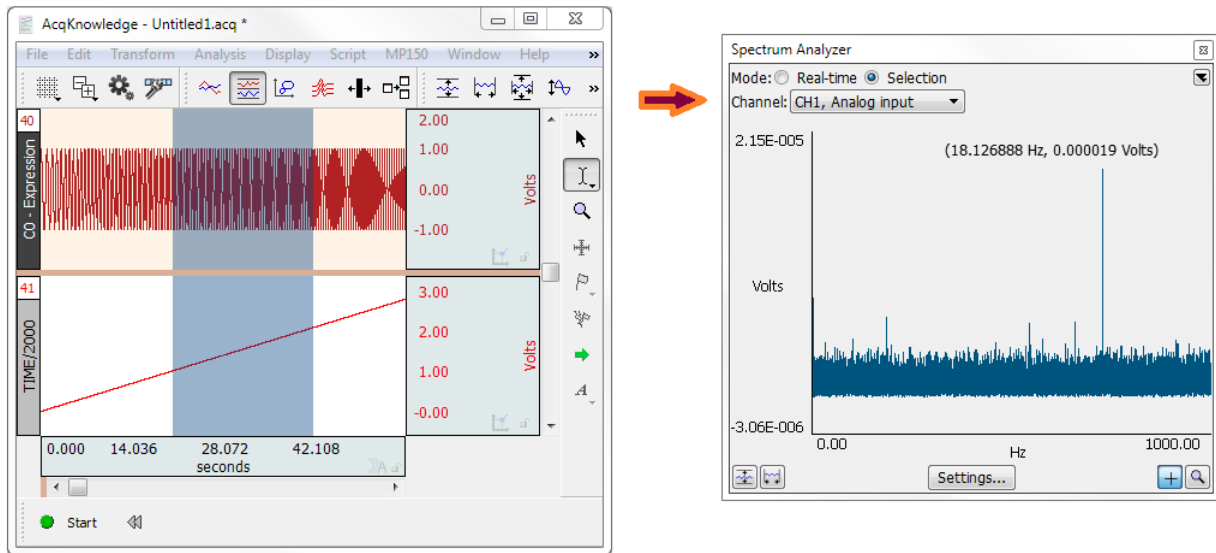 AcqKnowledge - Untitled1.acq *
File Edit Transform Analysis Display Script MP150 Window Help »
»
40
C0 - Expression
2.00
1.00
0.00
-1.00
Volts
41
TIME/2000
3.00
2.00
1.00
-0.00
Volts
0.000 14.036 28.072 42.108
seconds
A
Start
Spectrum Analyzer
Mode: Real-time Selection
Channel: CH1, Analog input
2.15E-005
(18.126888 Hz, 0.000019 Volts)
Volts
-3.06E-006
0.00 1000.00
Hz
Settings...